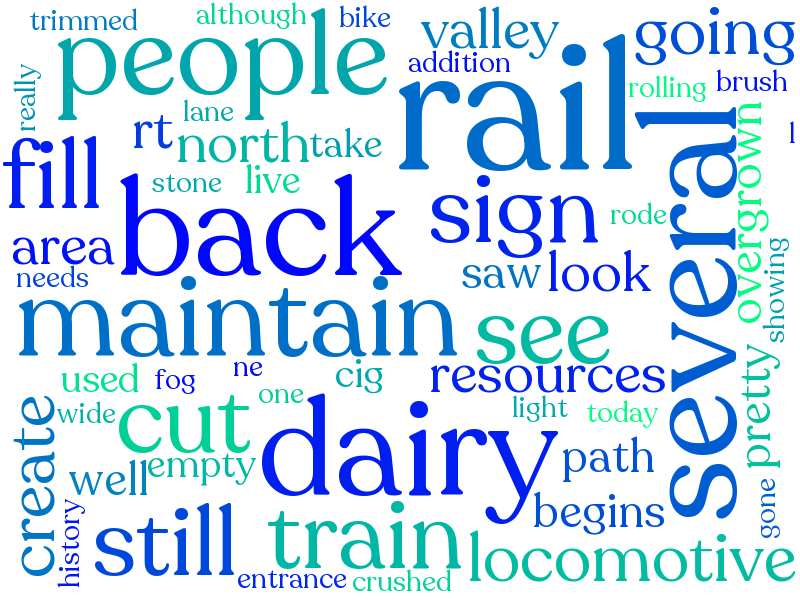 trimmed
although
bike
people
valley
going
addition
rail
rolling
brush
really
lane
rt
north
take
l
fill
stone
live
back
sign
rode
several
overgrown
area
needs
saw
look
showing
maintain
see
used
fog
ne
cig
resources
one
wide
cut
light
today
pretty
create
well
empty
dairy
path
begins
gone
history
still
train
locomotive
entrance
crushed